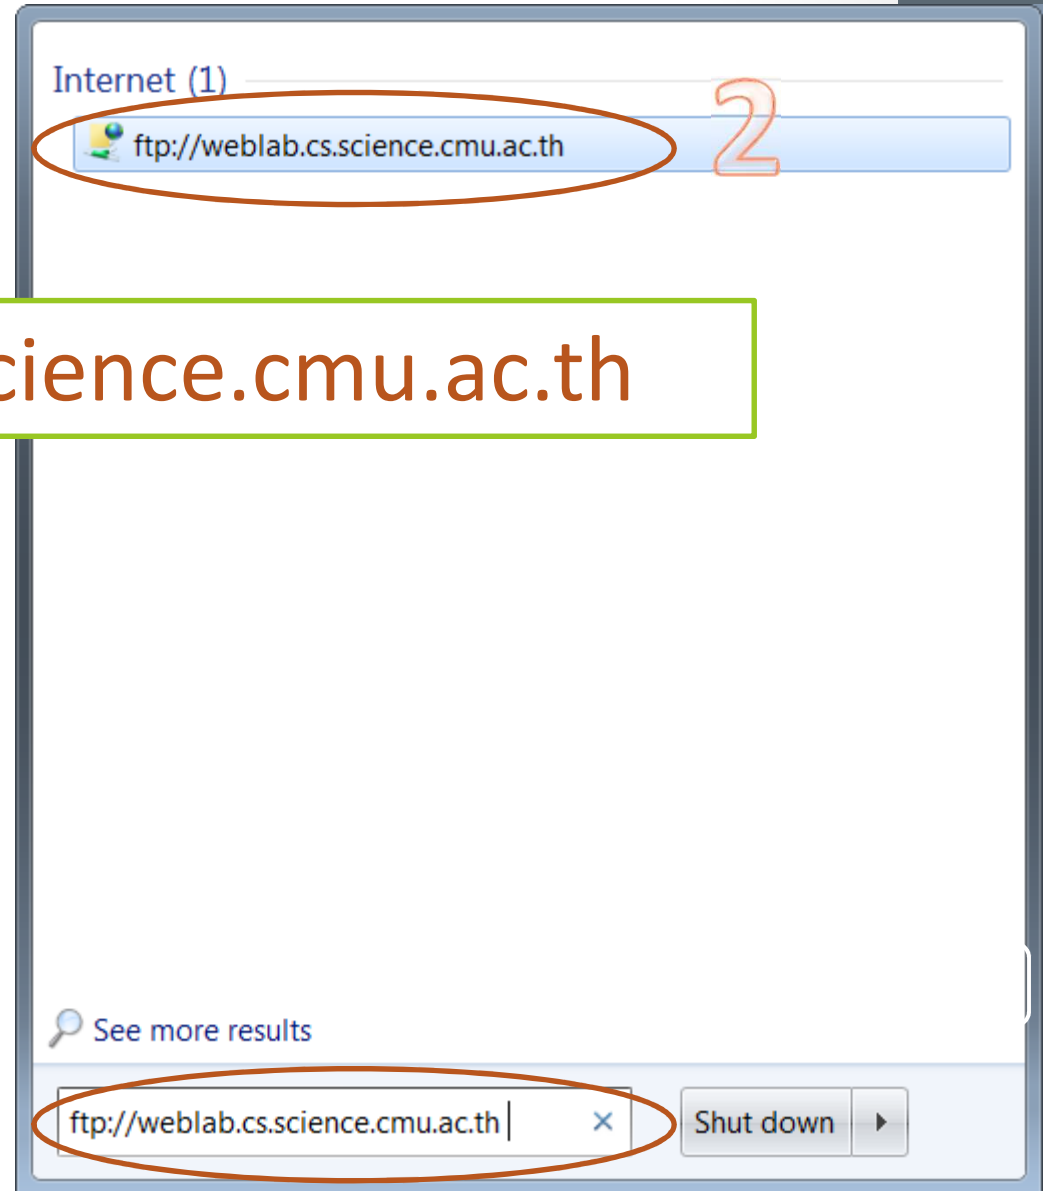 Internet (1)
ftp://weblab.cs.science.cmu.ac.th
2
cience.cmu.ac.th
See more results
ftp://weblab.cs.science.cmu.ac.th
Shut down